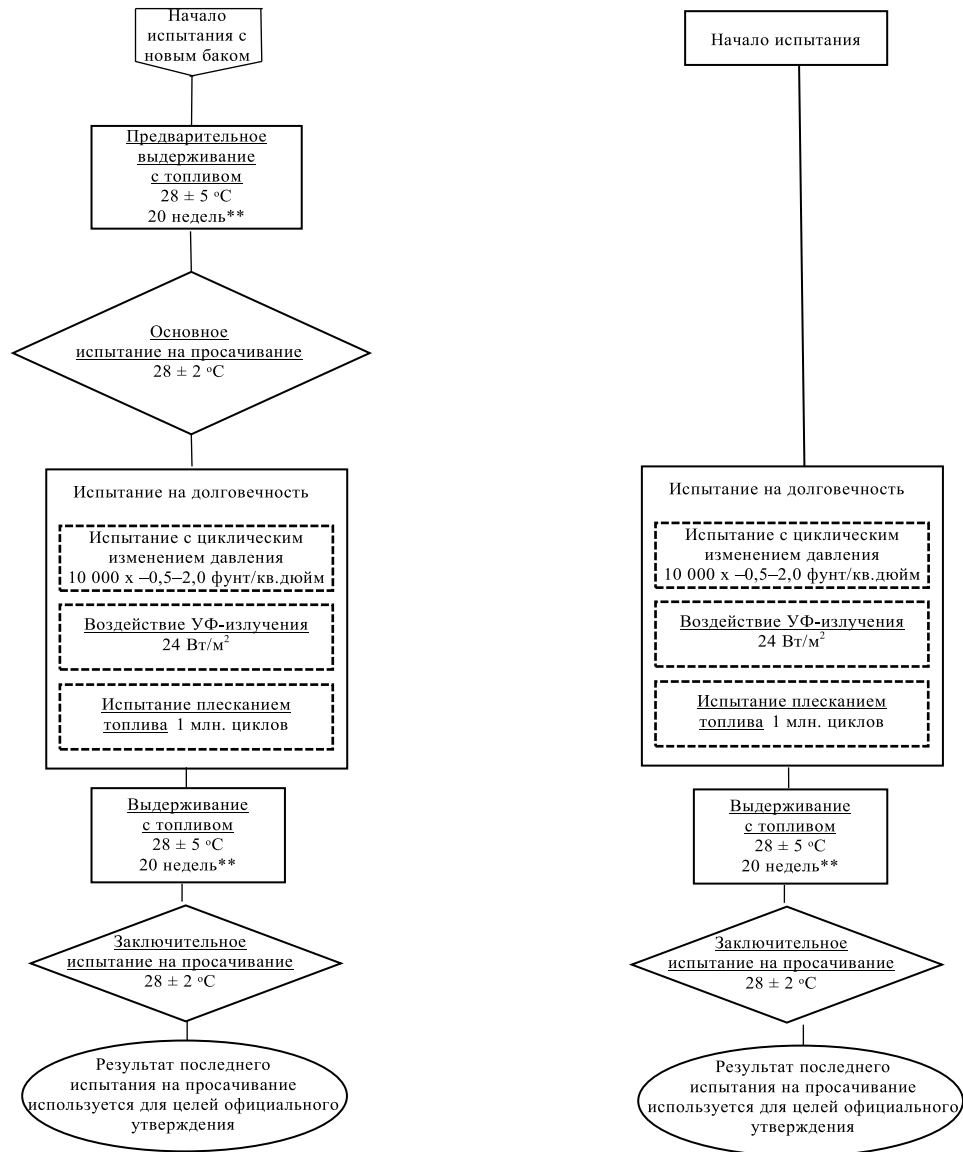 Начало
испытания с
новым баком
Предварительное
выдерживание
с топливом
28 ± 5 °C
20 недель**
Основное
испытание на просачивание
28 ± 2 °C
Испытание на долговечность
Испытание с циклическим
изменением давления
10 000 x –0,5–2,0 фунт/кв.дюйм
Воздействие УФ-излучения
24 Вт/м²
Испытание плесканием
топлива 1 млн. циклов
Выдерживание
с топливом
28 ± 5 °C
20 недель**
Заключительное
испытание на просачивание
28 ± 2 °C
Результат последнего
испытания на просачивание
используется для целей официального
утверждения
Начало испытания
Испытание на долговечность
Испытание с циклическим
изменением давления
10 000 x –0,5–2,0 фунт/кв.дюйм
Воздействие УФ-излучения
24 Вт/м²
Испытание плесканием
топлива 1 млн. циклов
Выдерживание
с топливом
28 ± 5 °C
20 недель**
Заключительное
испытание на просачивание
28 ± 2 °C
Результат последнего
испытания на просачивание
используется для целей официального
утверждения